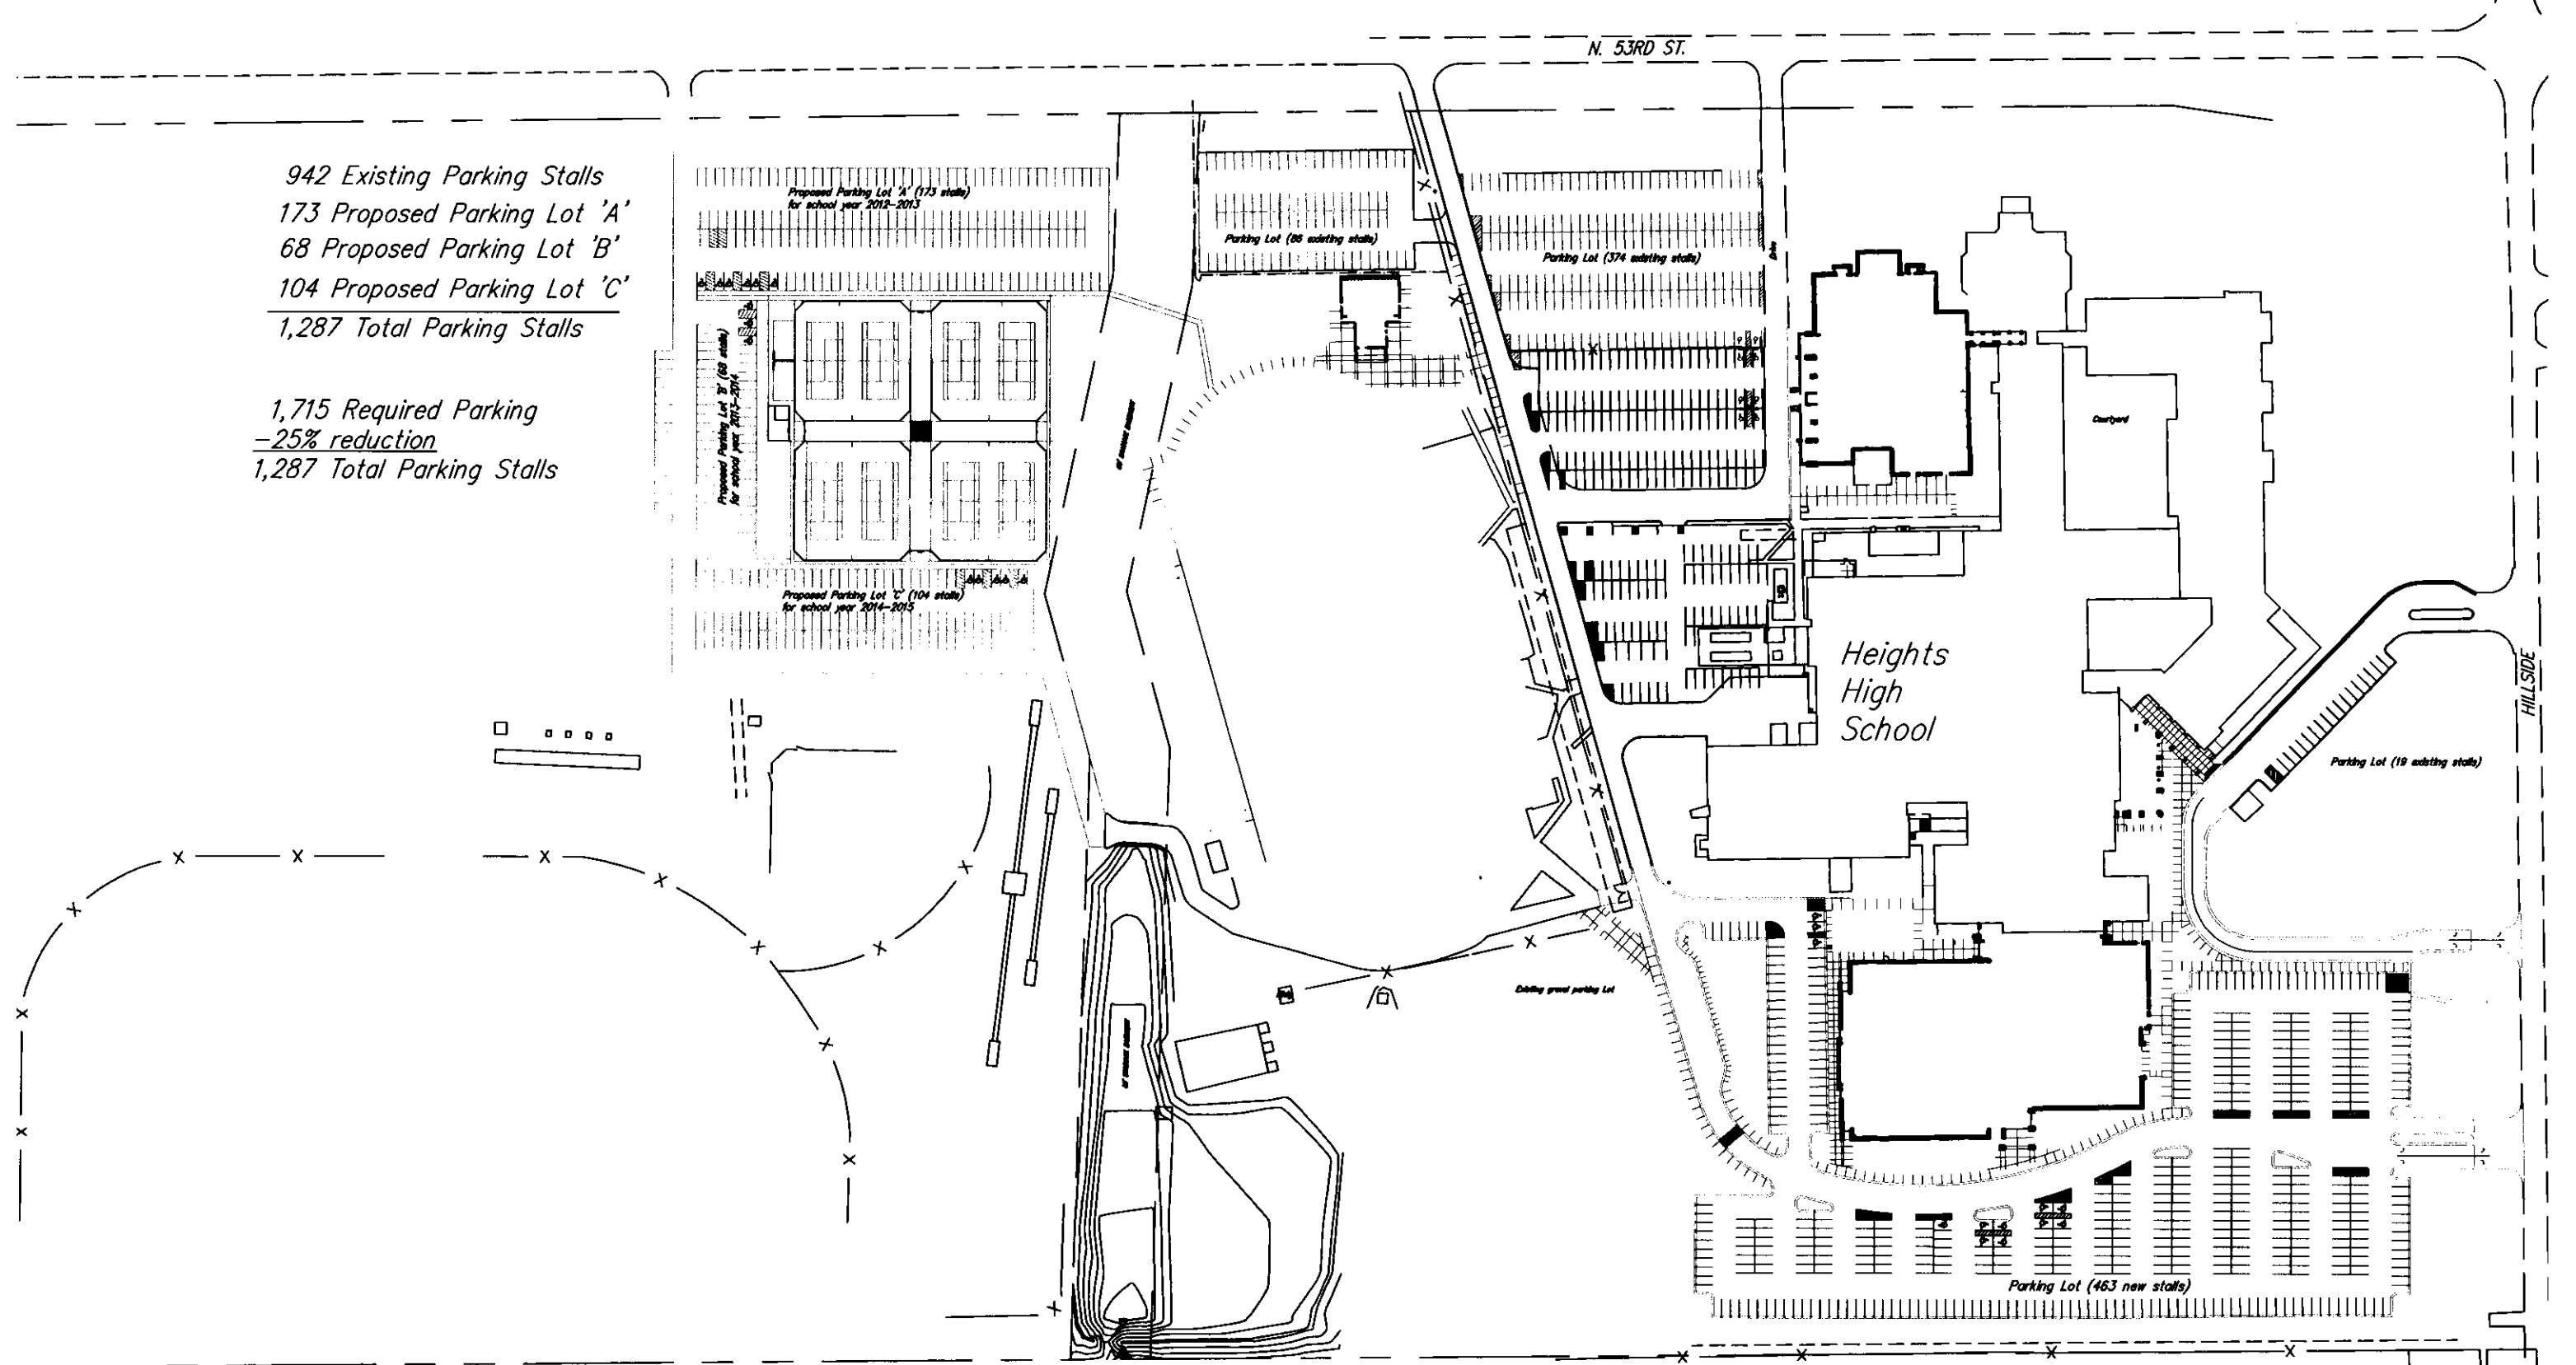 N. 53RD ST.
942 Existing Parking Stalls
173 Proposed Parking Lot 'A'
68 Proposed Parking Lot 'B'
104 Proposed Parking Lot 'C'
1,287 Total Parking Stalls
1,715 Required Parking
-25% reduction
1,287 Total Parking Stalls
Proposed Parking Lot 'A' (173 stalls)
for school year 2012-2013
Parking Lot (86 existing stalls)
Parking Lot (374 existing stalls)
Drive
Proposed Parking Lot 'B' (68 stalls)
for school year 2013-2014
Courtyard
Proposed Parking Lot 'C' (104 stalls)
for school year 2014-2015
Heights
High
School
HILLSIDE
Parking Lot (19 existing stalls)
Existing gravel parking Lot
Parking Lot (463 new stalls)